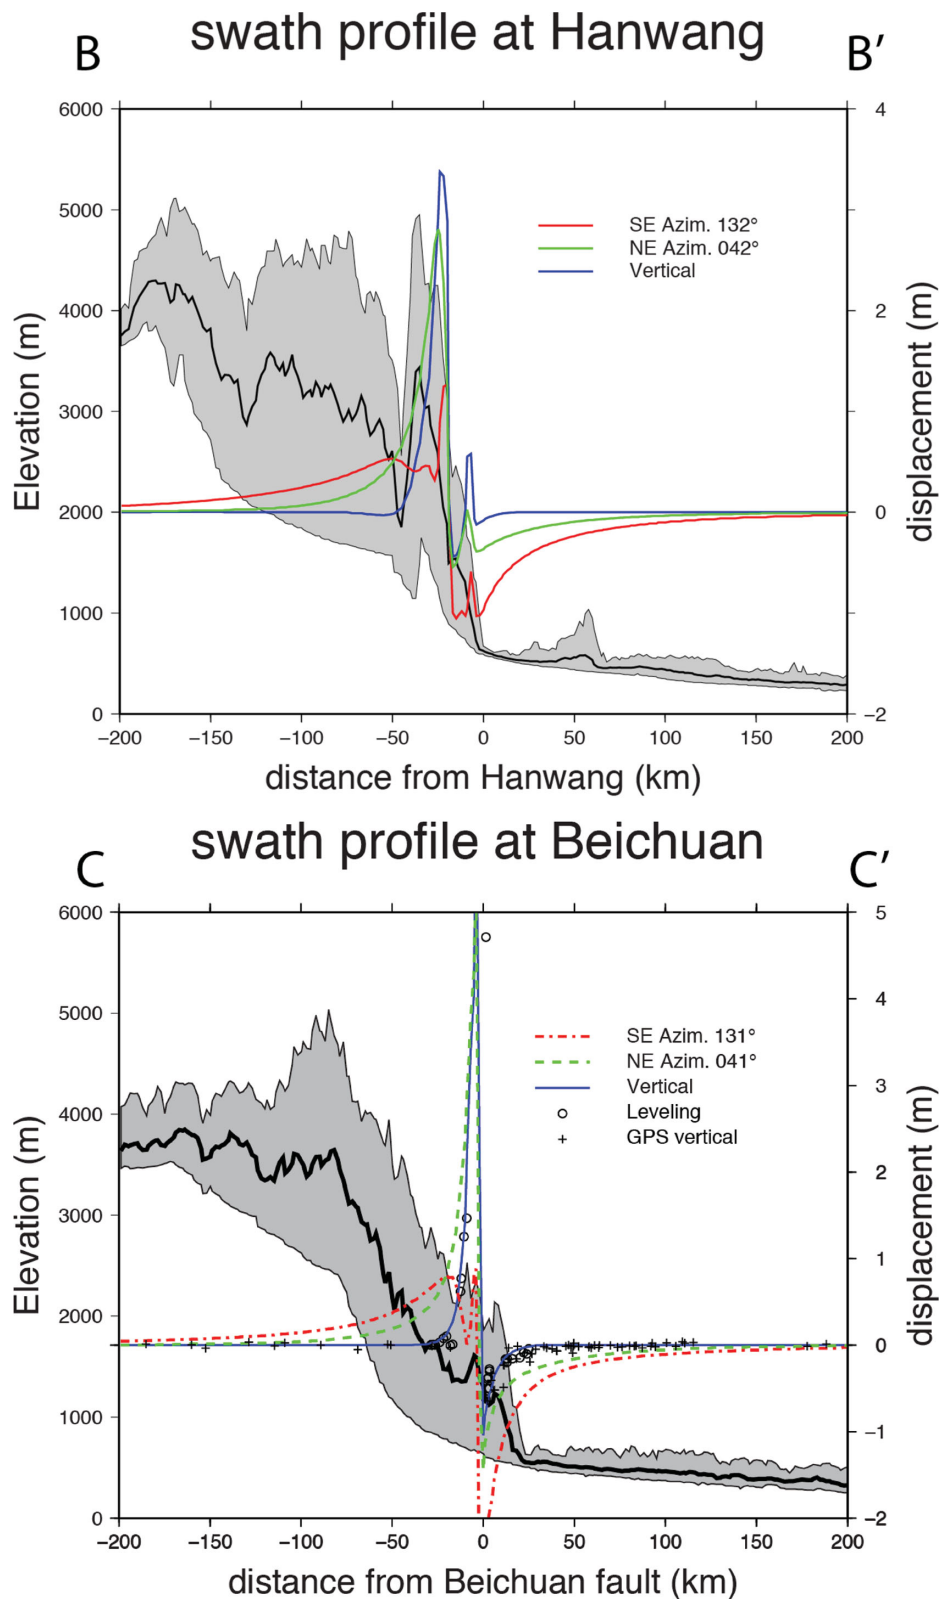 swath profile at Hanwang
B B′
6000 4
5000
SE Azim. 132°
NE Azim. 042°
Vertical
4000 2
3000
2000 0
1000
0 −2
Elevation (m)
displacement (m)
−200 −150 −100 −50 0 50 100 150 200
distance from Hanwang (km)
swath profile at Beichuan
C C′
6000 5
5000 4
SE Azim. 131°
NE Azim. 041°
Vertical
Leveling
GPS vertical
4000 3
3000 2
2000 1
0
1000 −1
0 −2
Elevation (m)
displacement (m)
−200 −150 −100 −50 0 50 100 150 200
distance from Beichuan fault (km)